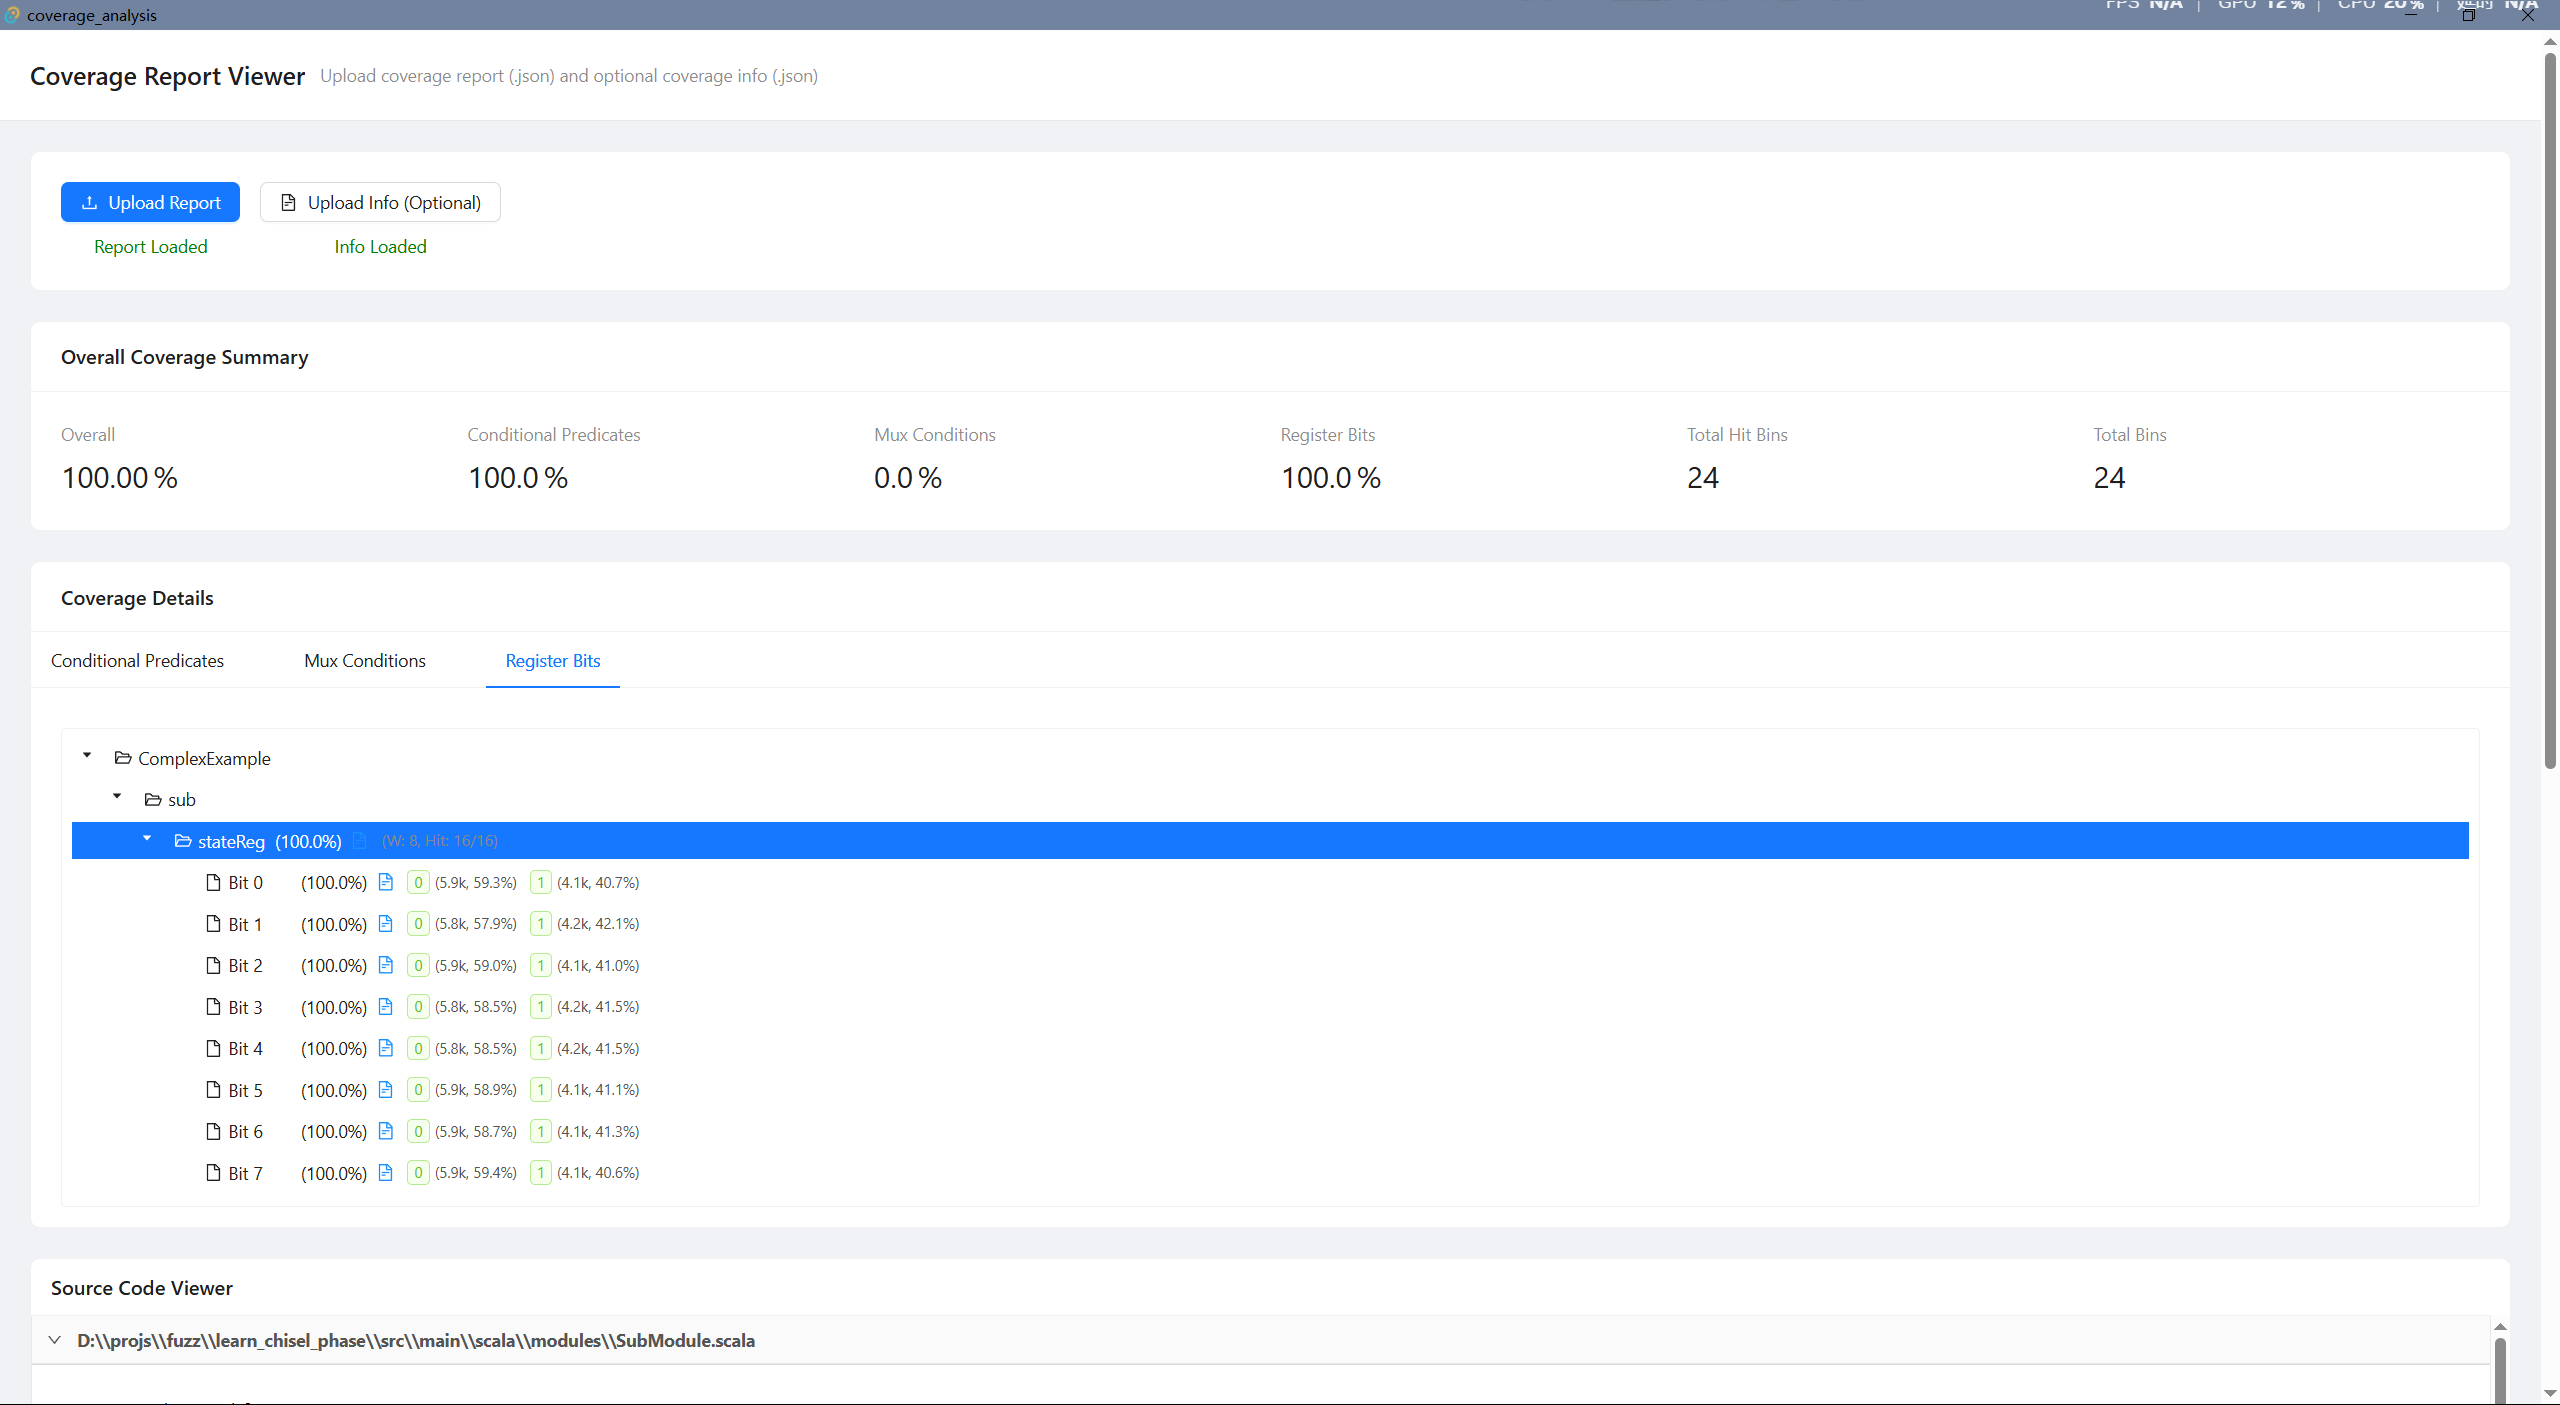 coverage_analysis
FPS N/A | GPU 12% | CPU 20% | 延时 N/A
Coverage Report Viewer Upload coverage report (.json) and optional coverage info (.json)
Upload Report Upload Info (Optional)
Report Loaded Info Loaded
Overall Coverage Summary
Overall Conditional Predicates Mux Conditions Register Bits Total Hit Bins Total Bins
100.00 % 100.0 % 0.0 % 100.0 % 24 24
Coverage Details
Conditional Predicates Mux Conditions Register Bits
ComplexExample
sub
stateReg (100.0%) (W: 8, Hit: 16/16)
Bit 0 (100.0%) 0 (5.9k, 59.3%) 1 (4.1k, 40.7%)
Bit 1 (100.0%) 0 (5.8k, 57.9%) 1 (4.2k, 42.1%)
Bit 2 (100.0%) 0 (5.9k, 59.0%) 1 (4.1k, 41.0%)
Bit 3 (100.0%) 0 (5.8k, 58.5%) 1 (4.2k, 41.5%)
Bit 4 (100.0%) 0 (5.8k, 58.5%) 1 (4.2k, 41.5%)
Bit 5 (100.0%) 0 (5.9k, 58.9%) 1 (4.1k, 41.1%)
Bit 6 (100.0%) 0 (5.9k, 58.7%) 1 (4.1k, 41.3%)
Bit 7 (100.0%) 0 (5.9k, 59.4%) 1 (4.1k, 40.6%)
Source Code Viewer
D:\\projs\\fuzz\\learn_chisel_phase\\src\\main\\scala\\modules\\SubModule.scala